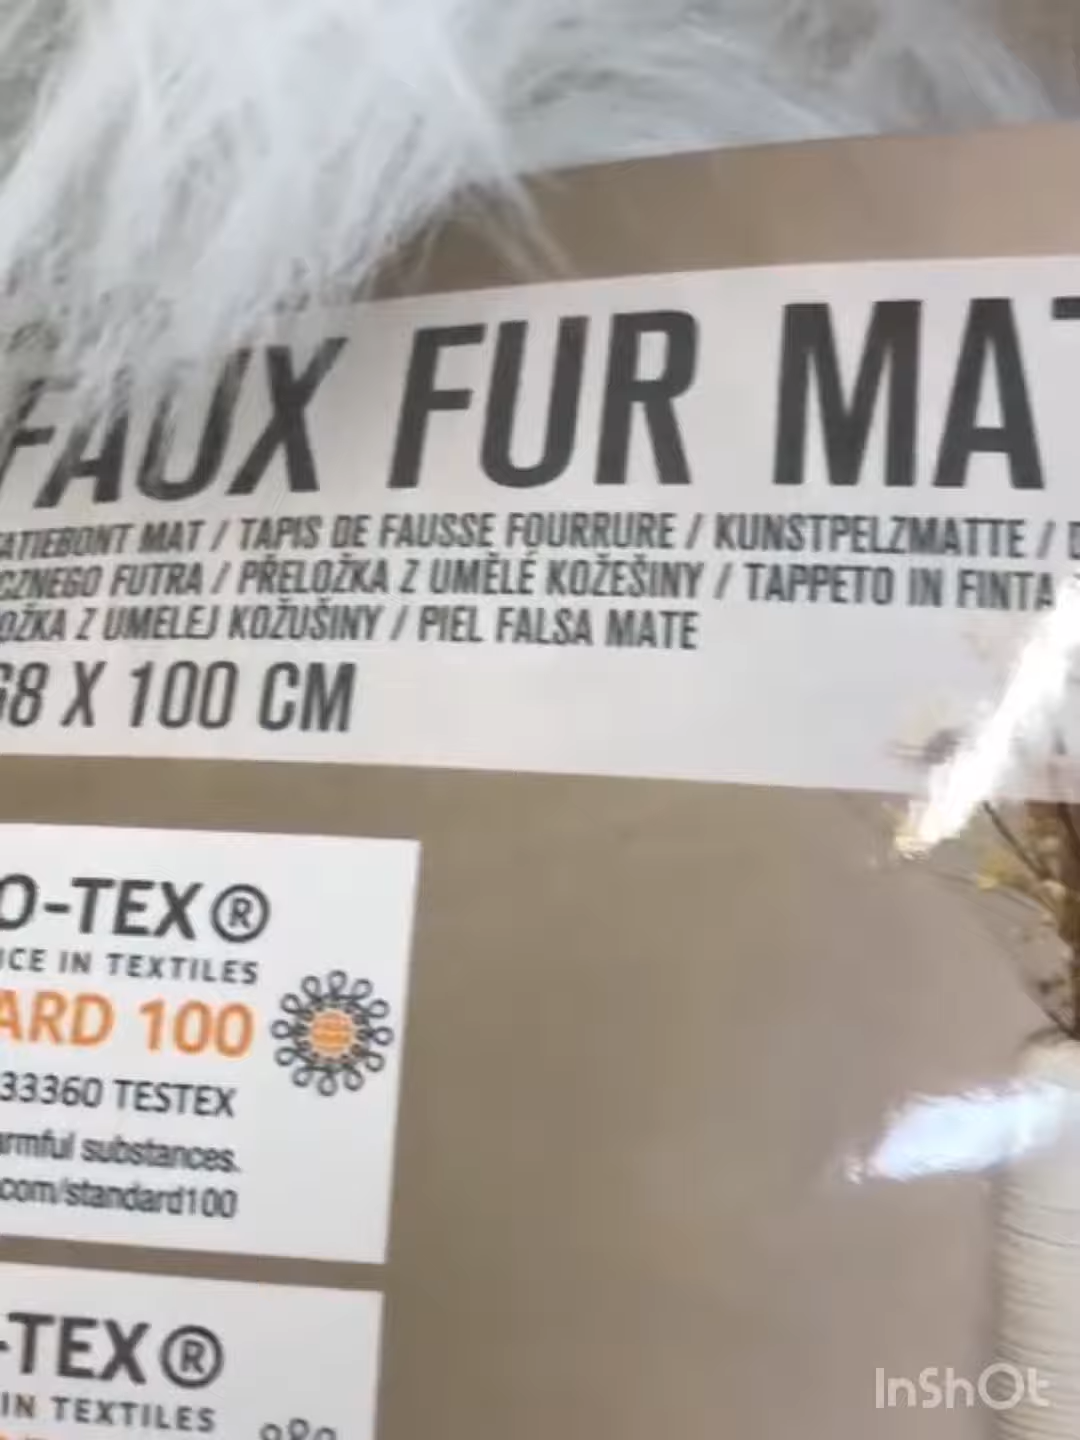 FAUX FUR MAT
ATIEBONT MAT / TAPIS DE FAUSSE FOURRURE / KUNSTPELZMATTE /
CZNEGO FUTRA / PŘELOŽKA Z UMĚLÉ KOŽEŠINY / TAPPETO IN FINTA
OŽKA Z UMELEJ KOŽUŠINY / PIEL FALSA MATE
68 X 100 CM
O-TEX®
ICE IN TEXTILES
ARD 100
33360 TESTEX
armful substances.
com/standard100
-TEX®
IN TEXTILES
InShOt